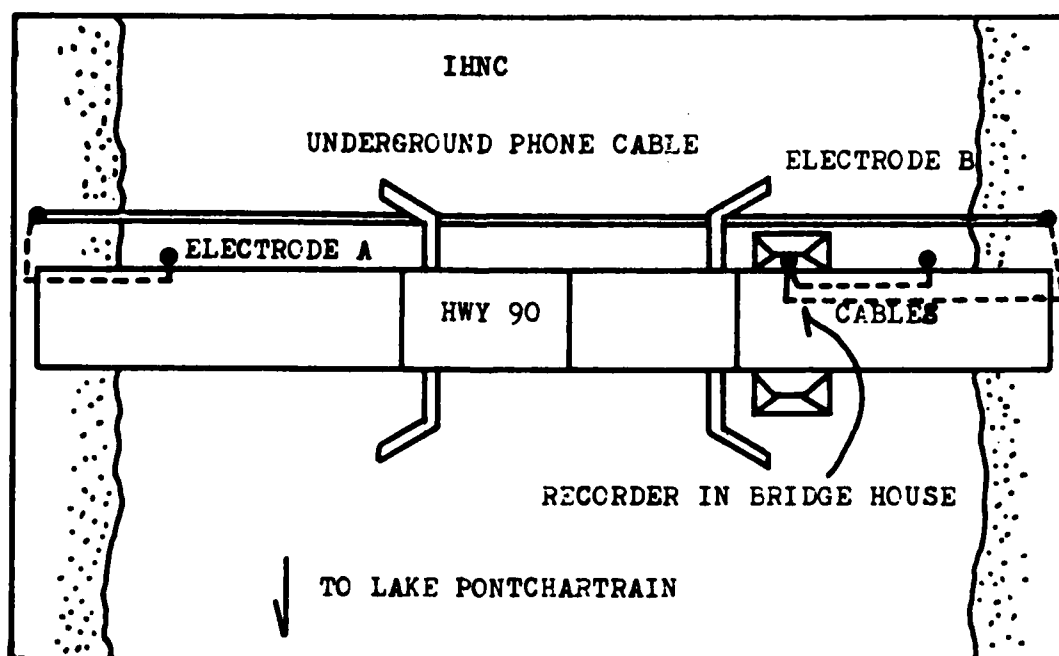 IHNC
UNDERGROUND PHONE CABLE
ELECTRODE B
ELECTRODE A
HWY 90
CABLES
RECORDER IN BRIDGE HOUSE
TO LAKE PONTCHARTRAIN